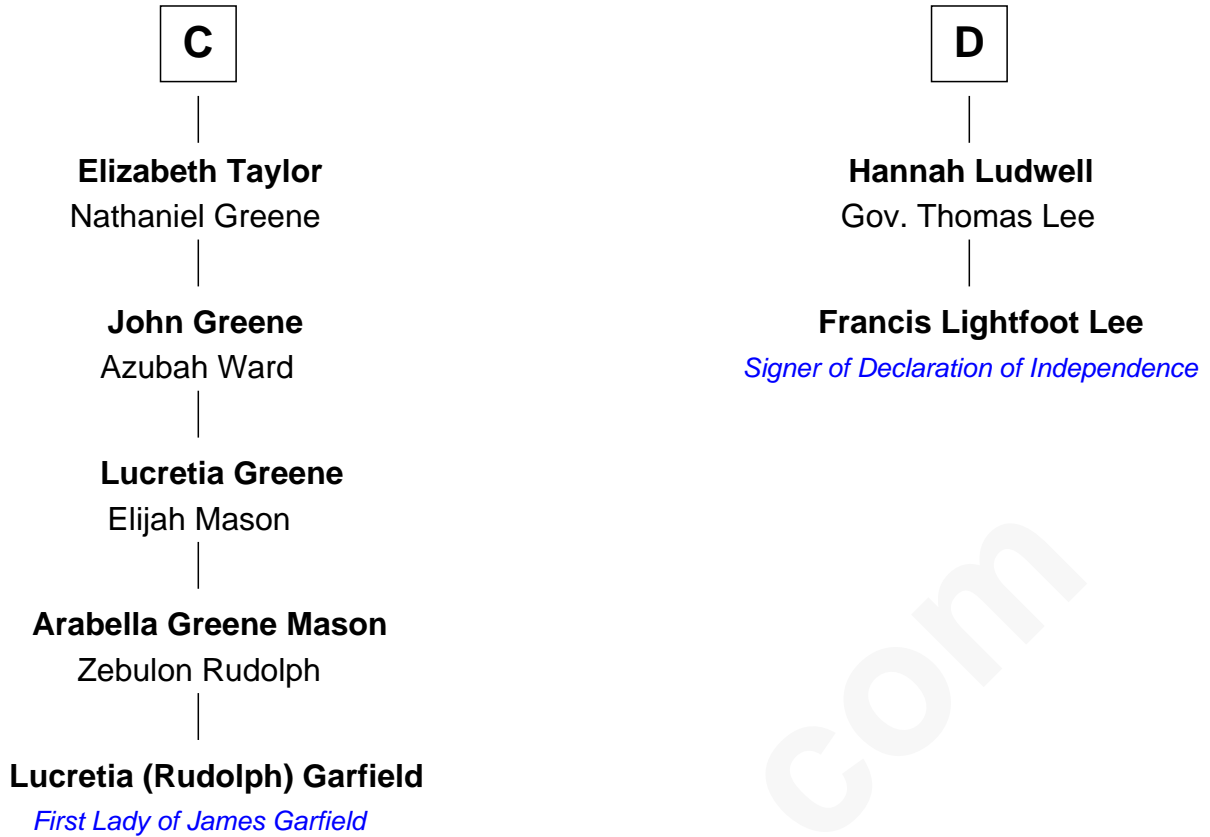 C
Elizabeth Taylor
Nathaniel Greene
John Greene
Azubah Ward
Lucretia Greene
Elijah Mason
Arabella Greene Mason
Zebulon Rudolph
Lucretia (Rudolph) Garfield
First Lady of James Garfield
D
Hannah Ludwell
Gov. Thomas Lee
Francis Lightfoot Lee
Signer of Declaration of Independence
com